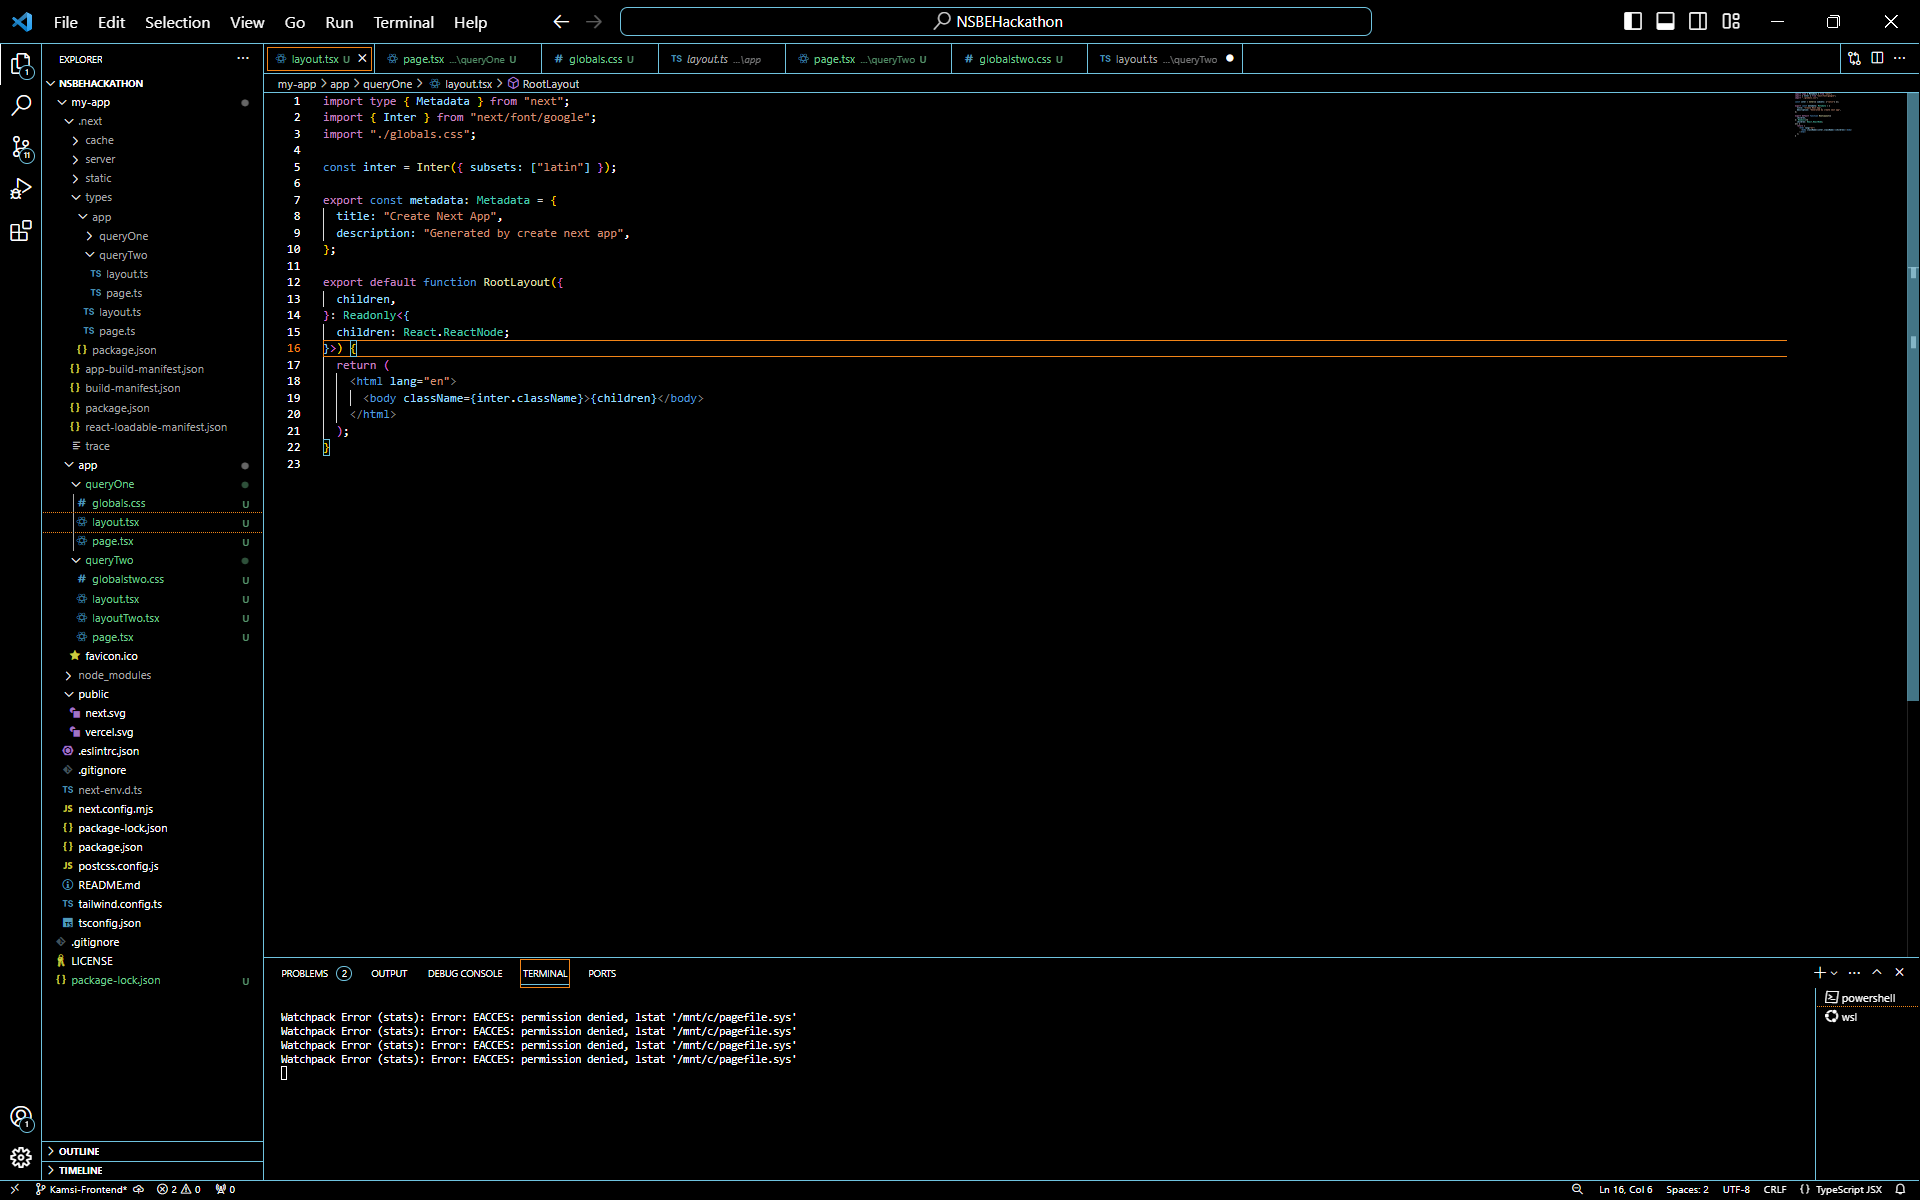 File Edit Selection View Go Run Terminal Help
NSBEHackathon
EXPLORER
NSBEHACKATHON
my-app
.next
cache
server
static
types
app
queryOne
queryTwo
TS layout.ts
TS page.ts
TS layout.ts
TS page.ts
{} package.json
{} app-build-manifest.json
{} build-manifest.json
{} package.json
{} react-loadable-manifest.json
trace
app
queryOne
# globals.css U
layout.tsx U
page.tsx U
queryTwo
# globalstwo.css U
layout.tsx U
layoutTwo.tsx U
page.tsx U
favicon.ico
node_modules
public
next.svg
vercel.svg
.eslintrc.json
.gitignore
TS next-env.d.ts
JS next.config.mjs
{} package-lock.json
{} package.json
JS postcss.config.js
README.md
TS tailwind.config.ts
tsconfig.json
.gitignore
LICENSE
{} package-lock.json U
OUTLINE
TIMELINE
layout.tsx U
page.tsx ...\queryOne U
# globals.css U
TS layout.ts ...\app
page.tsx ...\queryTwo U
# globalstwo.css U
TS layout.ts ...\queryTwo
my-app > app > queryOne > layout.tsx > RootLayout
1 import type { Metadata } from "next";
2 import { Inter } from "next/font/google";
3 import "./globals.css";
4
5 const inter = Inter({ subsets: ["latin"] });
6
7 export const metadata: Metadata = {
8 title: "Create Next App",
9 description: "Generated by create next app",
10 };
11
12 export default function RootLayout({
13 children,
14 }: Readonly<{
15 children: React.ReactNode;
16 }>) {
17 return (
18 <html lang="en">
19 <body className={inter.className}>{children}</body>
20 </html>
21 );
22 }
23
PROBLEMS 2 OUTPUT DEBUG CONSOLE TERMINAL PORTS
Watchpack Error (stats): Error: EACCES: permission denied, lstat '/mnt/c/pagefile.sys'
Watchpack Error (stats): Error: EACCES: permission denied, lstat '/mnt/c/pagefile.sys'
Watchpack Error (stats): Error: EACCES: permission denied, lstat '/mnt/c/pagefile.sys'
Watchpack Error (stats): Error: EACCES: permission denied, lstat '/mnt/c/pagefile.sys'
powershell
wsl
1
11
1
Kamsi-Frontend* 2 0 0
Ln 16, Col 6 Spaces: 2 UTF-8 CRLF {} TypeScript JSX